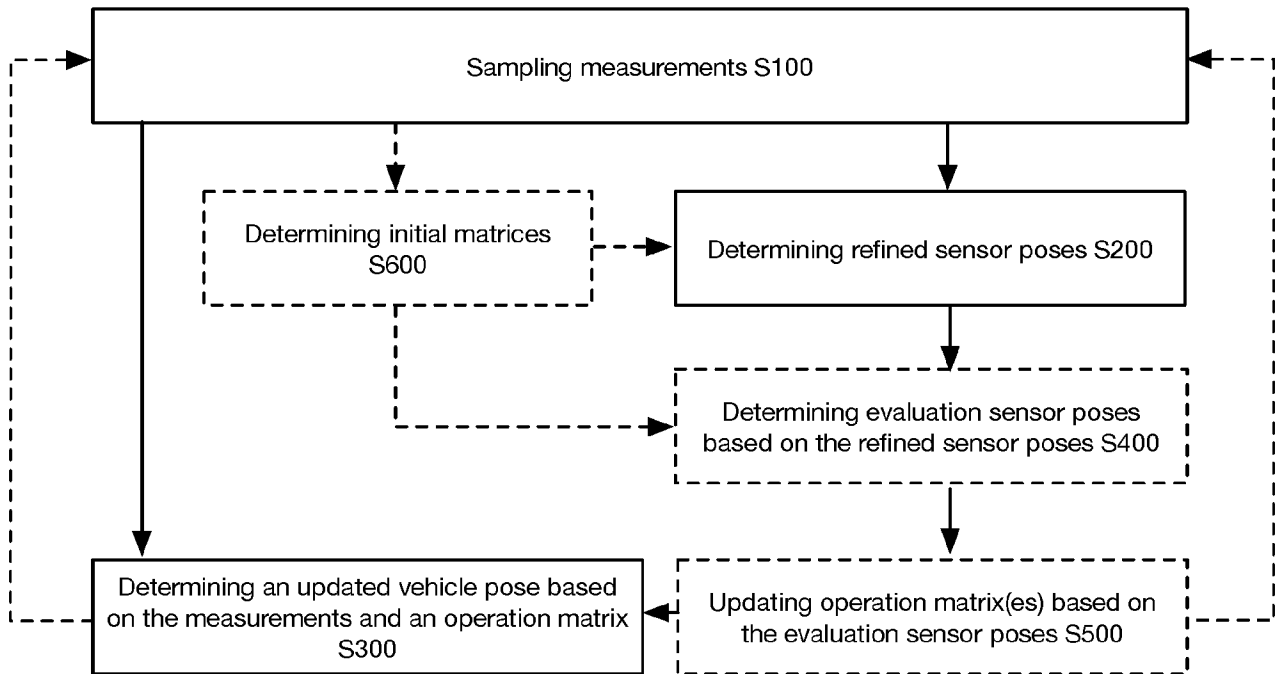 Sampling measurements S100
Determining initial matrices
S600
Determining refined sensor poses S200
Determining evaluation sensor poses
based on the refined sensor poses S400
Determining an updated vehicle pose based
on the measurements and an operation matrix
S300
Updating operation matrix(es) based on
the evaluation sensor poses S500